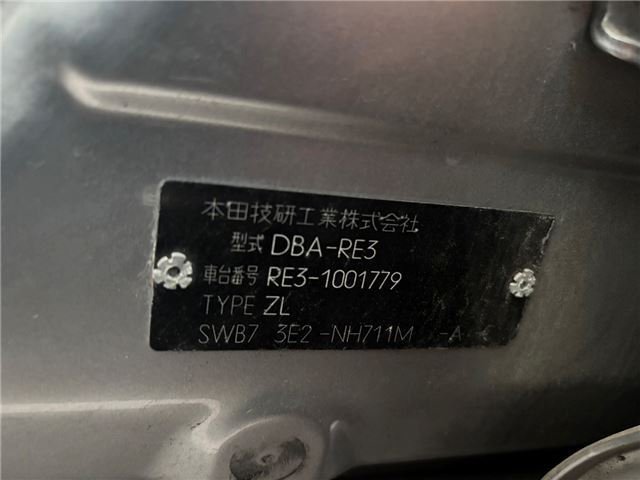 本田技研工業株式会社
型式 DBA-RE3
車台番号 RE3-1001779
TYPE ZL
SWB7 3E2-NH711M -A